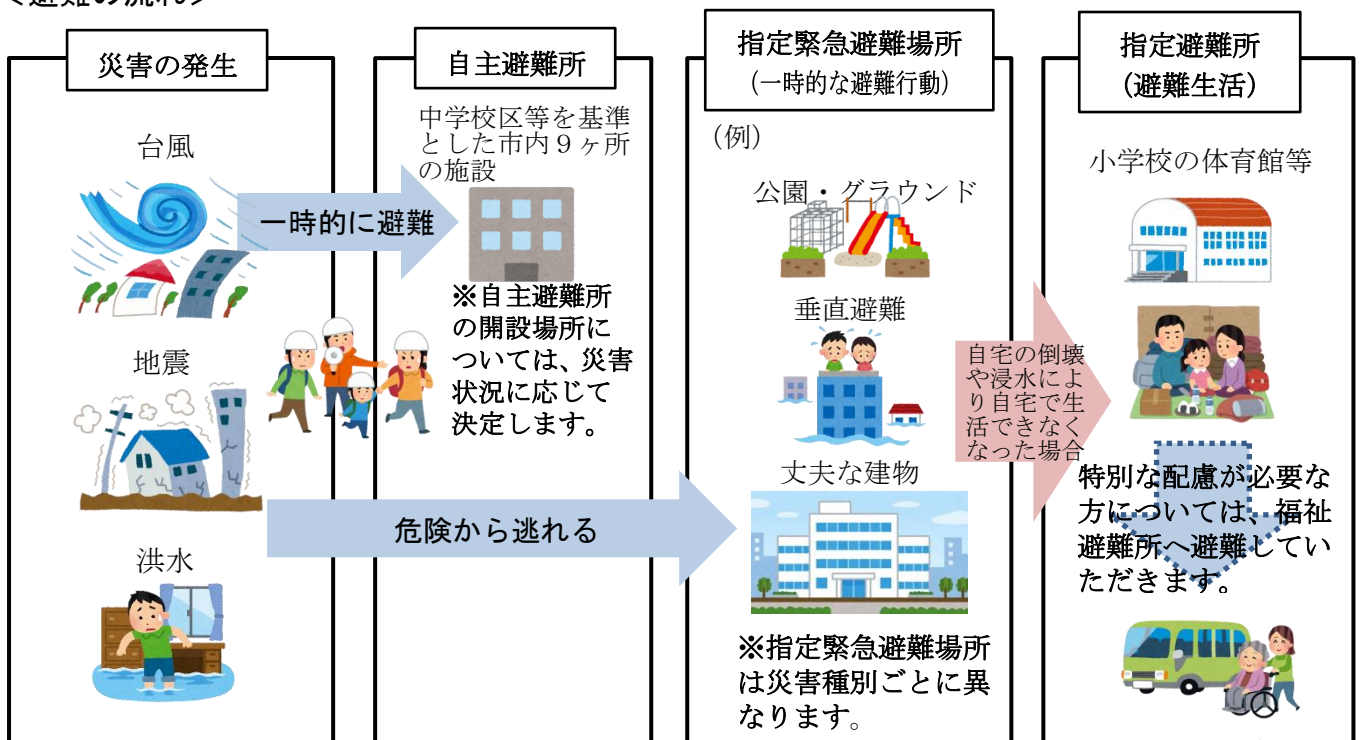 <避難の流れ>
災害の発生
台風
地震
洪水
一時的に避難
危険から逃れる
自主避難所
中学校区等を基準
とした市内９ヶ所
の施設
※自主避難所
の開設場所に
ついては、災害
状況に応じて
決定します。
指定緊急避難場所
（一時的な避難行動）
（例）
公園・グラウンド
垂直避難
丈夫な建物
※指定緊急避難場所
は災害種別ごとに異
なります。
自宅の倒壊
や浸水によ
り自宅で生
活できなく
なった場合
指定避難所
（避難生活）
小学校の体育館等
特別な配慮が必要な
方については、福祉
避難所へ避難してい
ただきます。